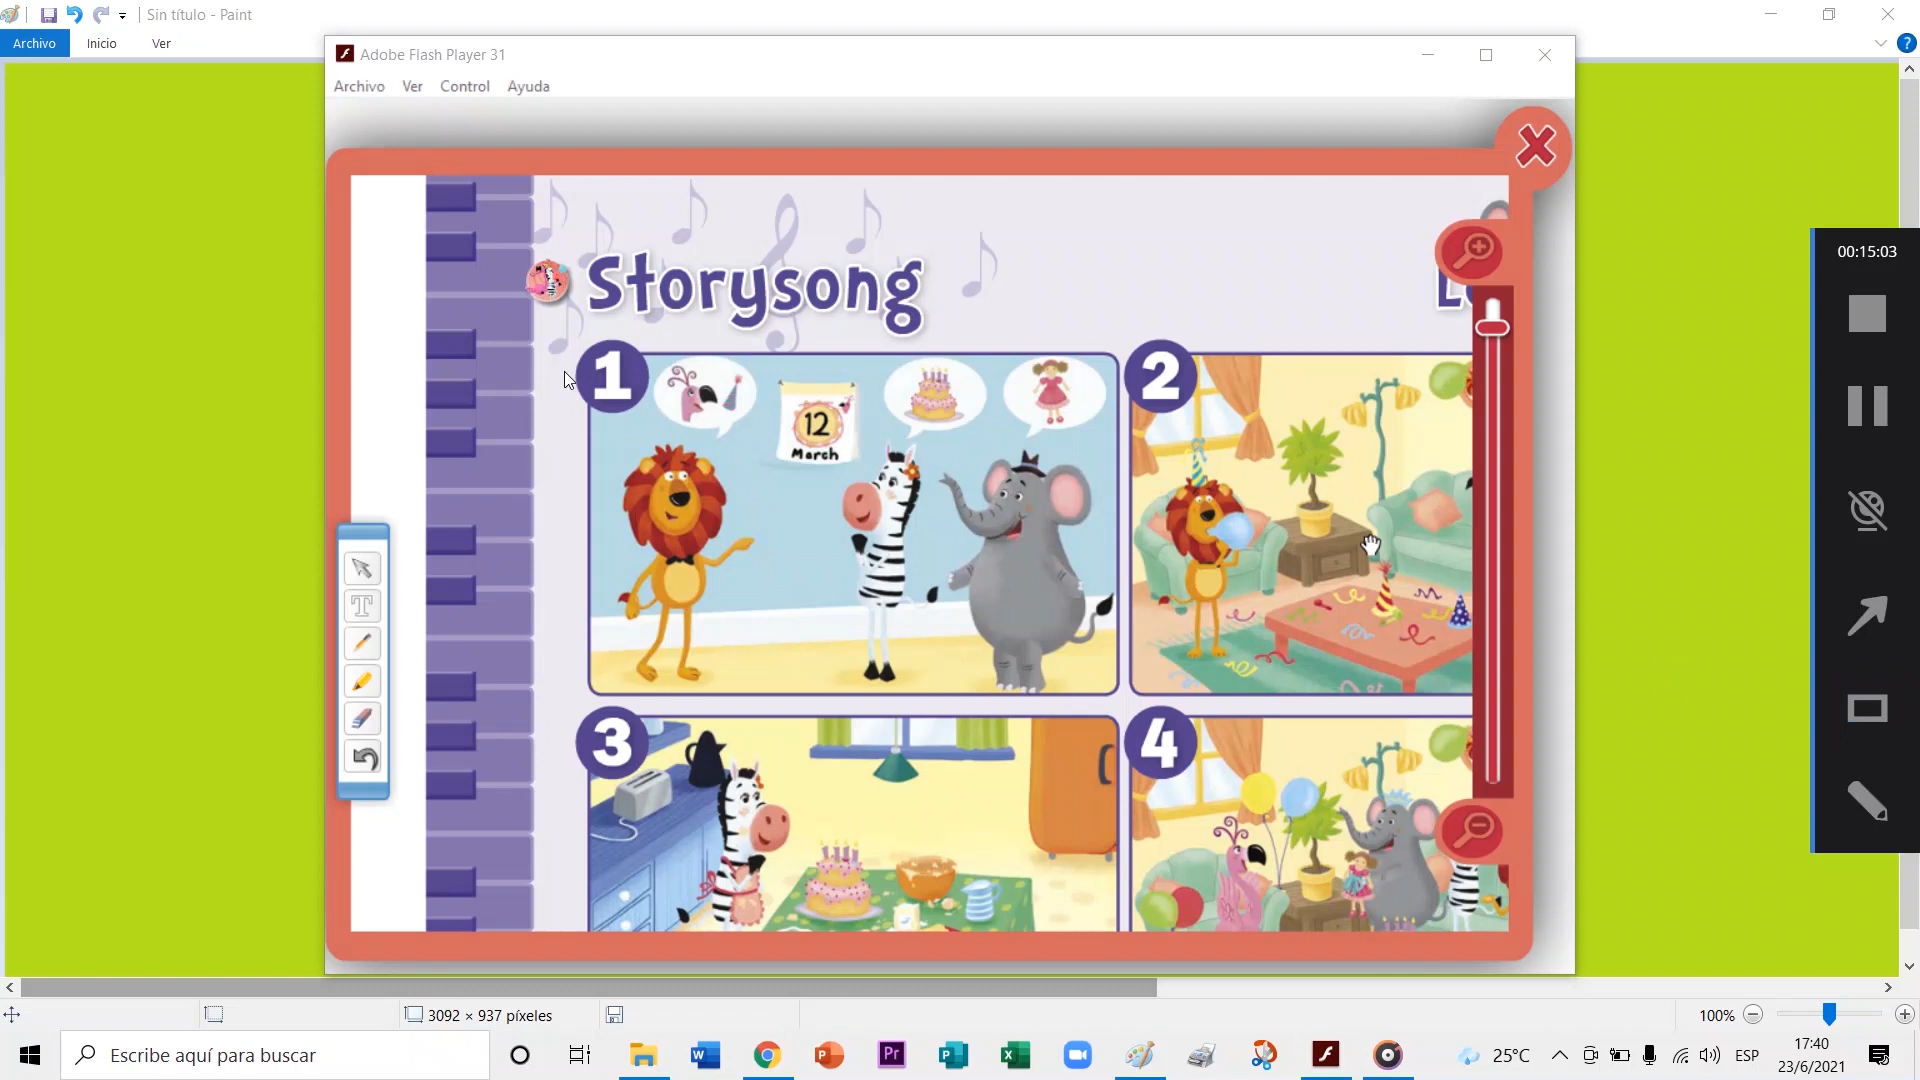 Sin título - Paint
Archivo
Inicio
Ver
?
Adobe Flash Player 31
Archivo
Ver
Control
Ayuda
Storysong
1
12
March
2
3
4
T
00:15:03
3092 × 937 píxeles
100%
Escribe aquí para buscar
W
P
Pr
P
X
25°C
ESP
17:40
23/6/2021